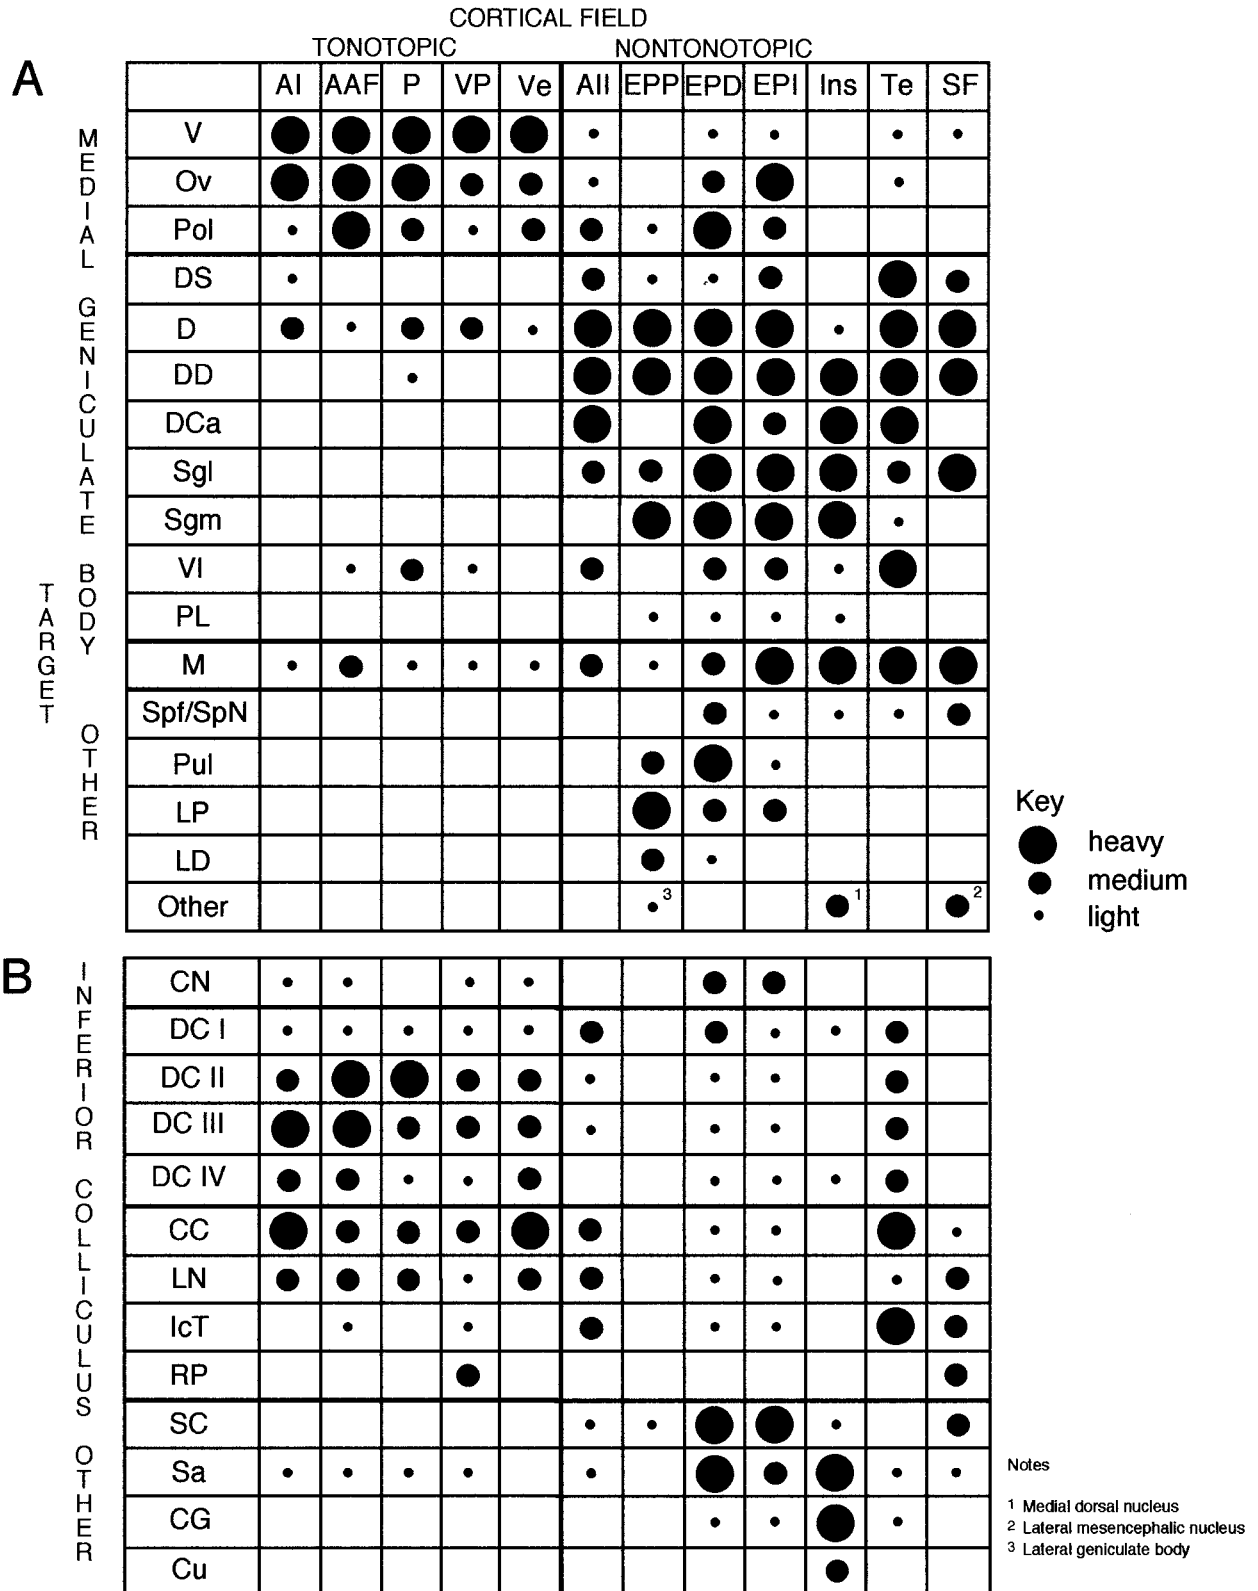 CORTICAL FIELD
TONOTOPIC NONTONOTOPIC
A
AI AAF P VP Ve AII EPP EPD EPI Ins Te SF
TARGET
MEDIAL GENICULATE BODY
V
Ov
Pol
DS
D
DD
DCa
Sgl
Sgm
Vl
PL
M
OTHER
Spf/SpN
Pul
LP
LD
Other 3 1 2
Key
heavy
medium
light
B
INFERIOR COLLICULUS
CN
DC I
DC II
DC III
DC IV
CC
LN
IcT
RP
OTHER
SC
Sa
CG
Cu
Notes
1 Medial dorsal nucleus
2 Lateral mesencephalic nucleus
3 Lateral geniculate body